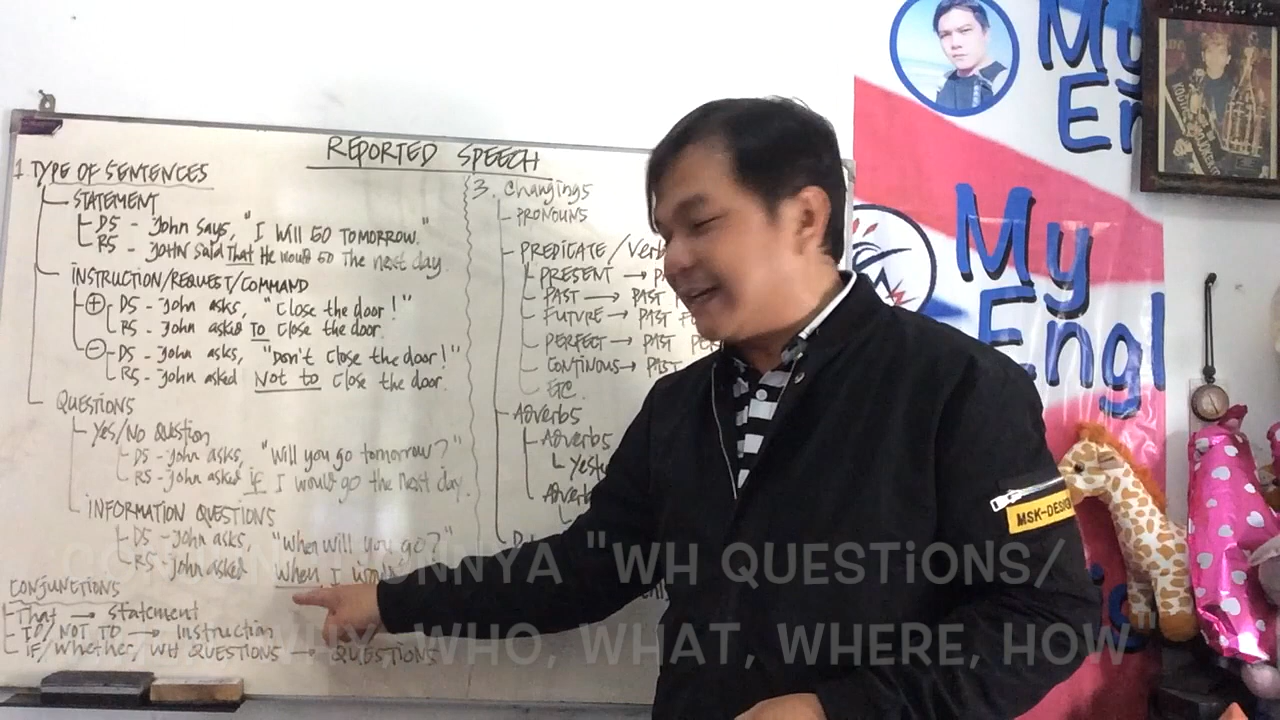 REPORTED SPEECH
1 TYPE OF SENTENCES
STATEMENT
DS - John says, "I will GO TOMORROW."
RS - JOHN said That He would GO The next day.
INSTRUCTION/REQUEST/COMMAND
+ DS - John asks, "Close the door!"
RS - John asked TO Close the door.
- DS - John asks, "Don't close the door!"
RS - John asked Not to close the door.
QUESTIONS
Yes/No Question
DS - John asks, "Will you go tomorrow?"
RS - John asked if I would go the next day.
INFORMATION QUESTIONS
DS - John asks, "When will you go?"
RS - John asked When I
CONJUNCTIONS
That → Statement
TO/NOT TO → Instruction
IF/Whether/WH QUESTIONS → QUESTIONS
3. Changings
PRONOUNS
PREDICATE / Verb
PRESENT →
PAST → PAST
FUTURE → PAST
PERFECT → PAST
CONTINOUS → PAST
ETC.
Adverbs
Adverbs
"WH QUESTIONS/
WHY, WHO, WHAT, WHERE, HOW"
My
En
My
Engl
MSK-DESIGN